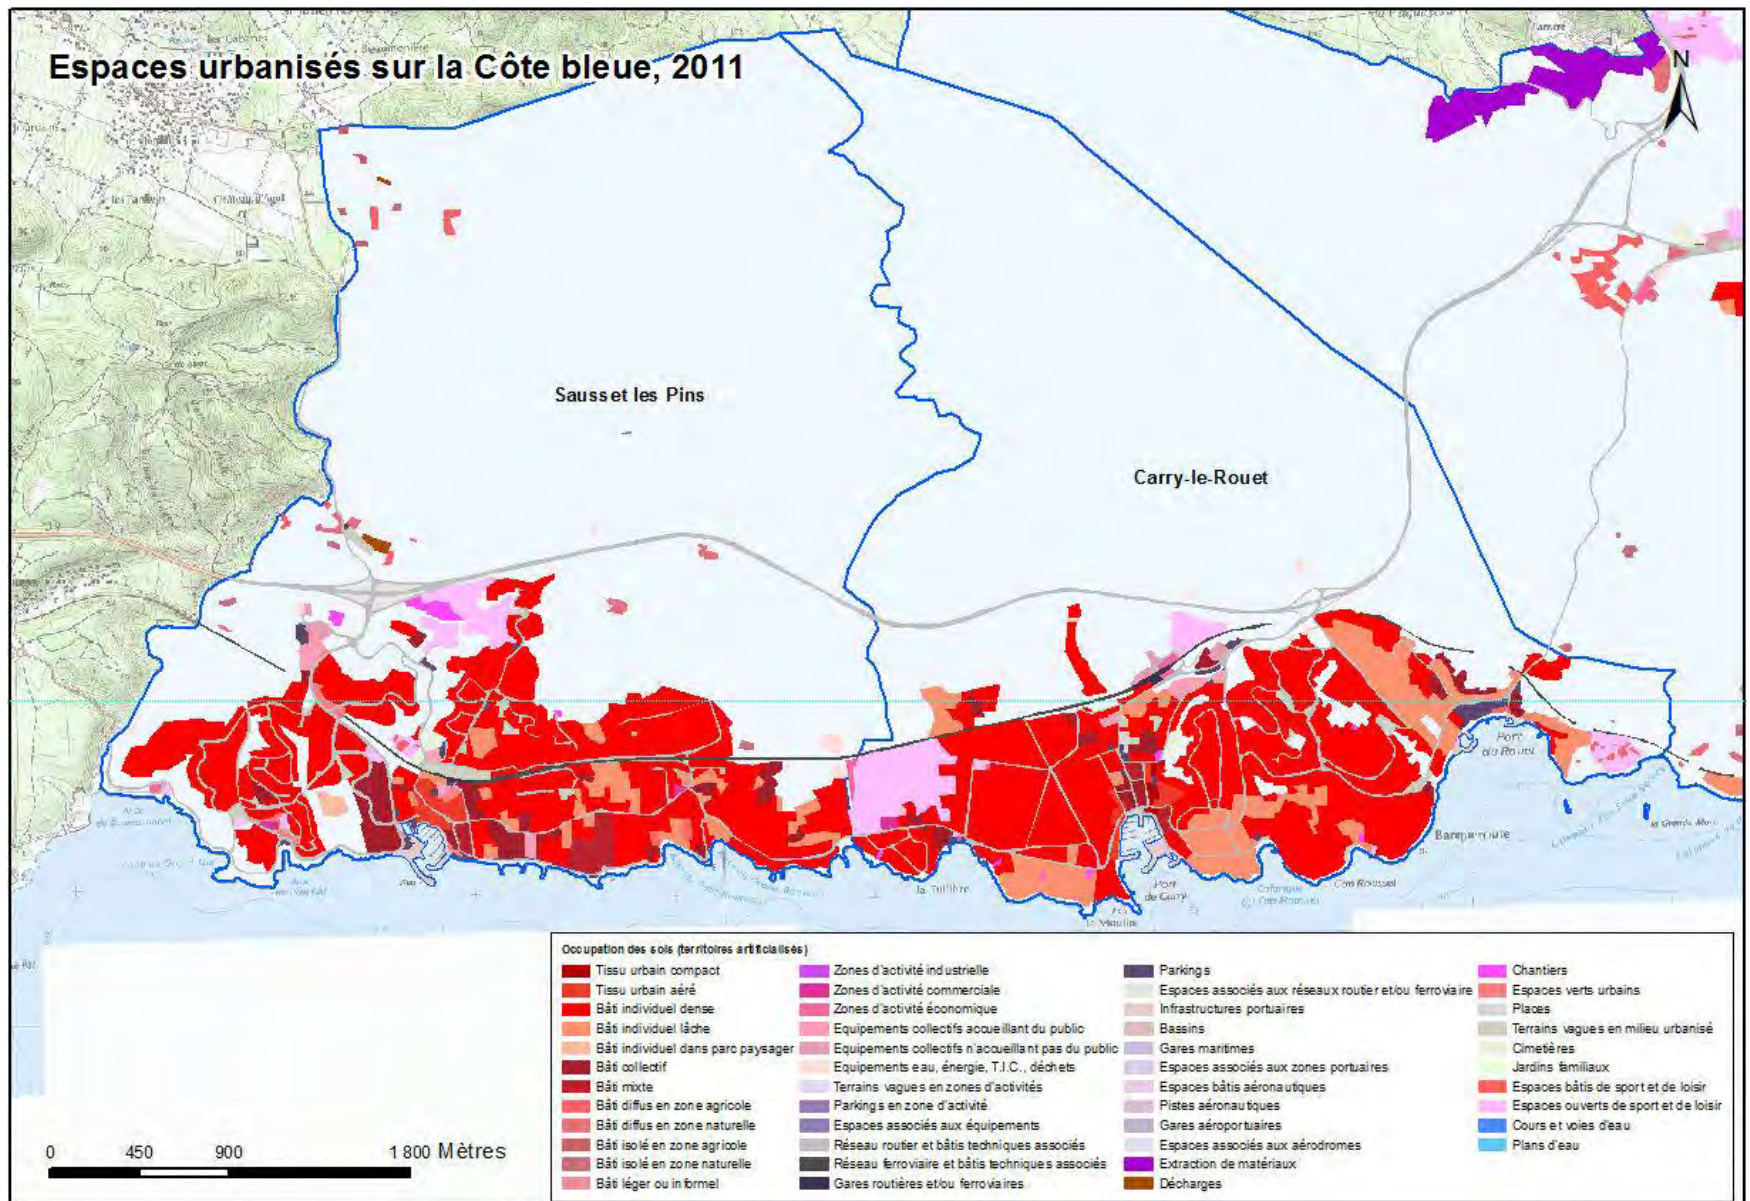 Espaces urbanisés sur la Côte bleue, 2011
N
les Cabanes
Sausset les Pins
Carry-le-Rouet
Port
du Rouet
Barqueroute
la Tuilière
Port
de Carry
Cap Roussel
0 450 900 1 800 Mètres
Occupation des sols (territoires artificialisés)
Tissu urbain compact
Tissu urbain aéré
Bâti individuel dense
Bâti individuel lâche
Bâti individuel dans parc paysager
Bâti collectif
Bâti mixte
Bâti diffus en zone agricole
Bâti diffus en zone naturelle
Bâti isolé en zone agricole
Bâti isolé en zone naturelle
Bâti léger ou informel
Zones d'activité industrielle
Zones d'activité commerciale
Zones d'activité économique
Equipements collectifs accueillant du public
Equipements collectifs n'accueillant pas du public
Equipements eau, énergie, T.I.C., déchets
Terrains vagues en zones d'activités
Parkings en zone d'activité
Espaces associés aux équipements
Réseau routier et bâtis techniques associés
Réseau ferroviaire et bâtis techniques associés
Gares routières et/ou ferroviaires
Parkings
Espaces associés aux réseaux routier et/ou ferroviaire
Infrastructures portuaires
Bassins
Gares maritimes
Espaces associés aux zones portuaires
Espaces bâtis aéronautiques
Pistes aéronautiques
Gares aéroportuaires
Espaces associés aux aérodromes
Extraction de matériaux
Décharges
Chantiers
Espaces verts urbains
Places
Terrains vagues en milieu urbanisé
Cimetières
Jardins familiaux
Espaces bâtis de sport et de loisir
Espaces ouverts de sport et de loisir
Cours et voies d'eau
Plans d'eau